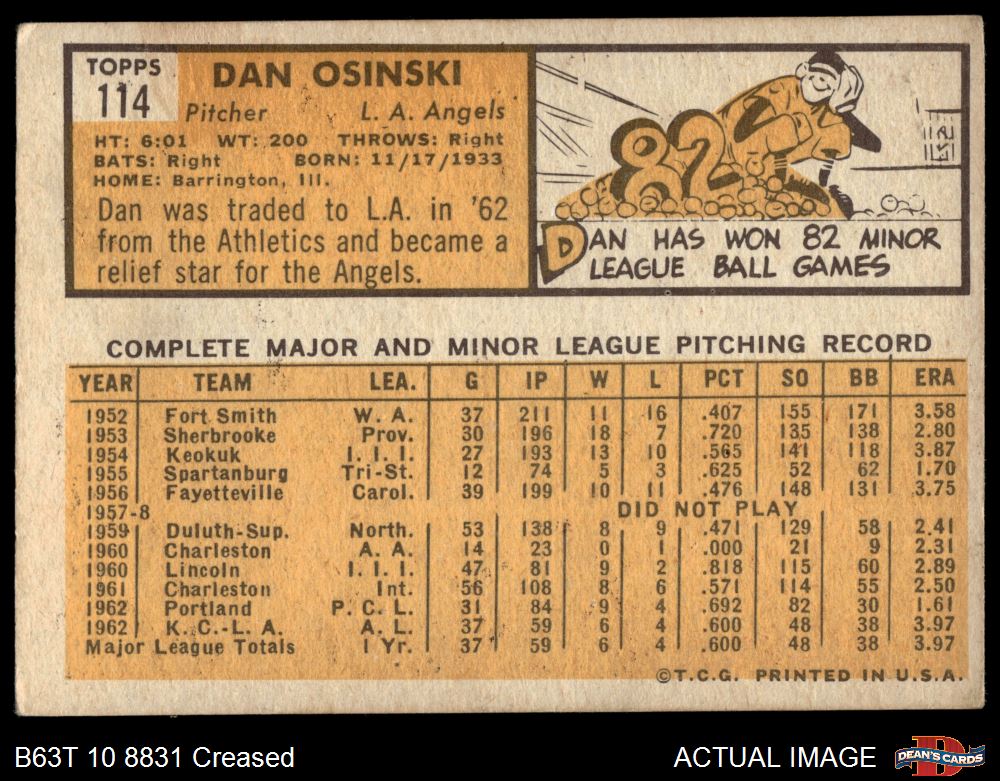 TOPPS
114
DAN OSINSKI
Pitcher L. A. Angels
HT: 6:01 WT: 200 THROWS: Right
BATS: Right BORN: 11/17/1933
HOME: Barrington, Ill.
Dan was traded to L.A. in '62
from the Athletics and became a
relief star for the Angels.
82
DAN HAS WON 82 MINOR
LEAGUE BALL GAMES
COMPLETE MAJOR AND MINOR LEAGUE PITCHING RECORD
YEAR TEAM LEA. G IP W L PCT SO BB ERA
1952 Fort Smith W. A. 37 211 11 16 .407 155 171 3.58
1953 Sherbrooke Prov. 30 196 18 7 .720 135 138 2.80
1954 Keokuk I. I. I. 27 193 13 10 .565 141 118 3.87
1955 Spartanburg Tri-St. 12 74 5 3 .625 52 62 1.70
1956 Fayetteville Carol. 39 199 10 11 .476 148 131 3.75
1957-8 DID NOT PLAY
1959 Duluth-Sup. North. 53 138 8 9 .471 129 58 2.41
1960 Charleston A. A. 14 23 0 1 .000 21 9 2.31
1960 Lincoln I. I. I. 47 81 9 2 .818 115 60 2.89
1961 Charleston Int. 56 108 8 6 .571 114 55 2.50
1962 Portland P. C. L. 31 84 9 4 .692 82 30 1.61
1962 K. C.-L. A. A. L. 37 59 6 4 .600 48 38 3.97
Major League Totals 1 Yr. 37 59 6 4 .600 48 38 3.97
©T.C.G. PRINTED IN U.S.A.
B63T 10 8831 Creased ACTUAL IMAGE
DEAN'S CARDS